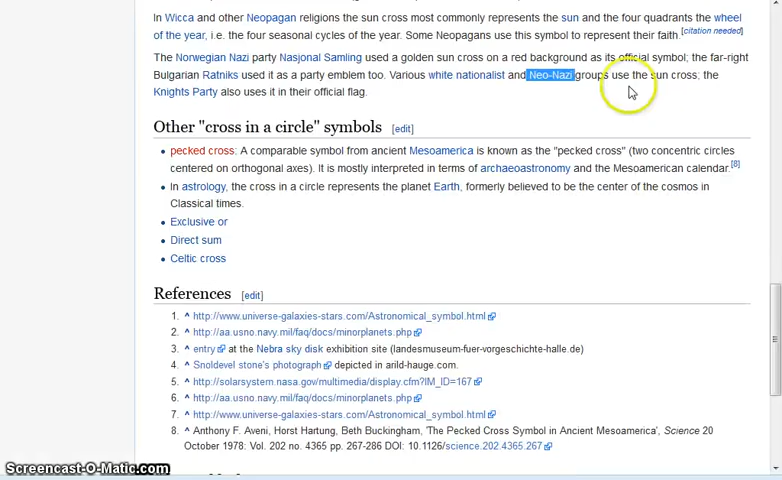 In Wicca and other Neopagan religions the sun cross most commonly represents the sun and the four quadrants the wheel
of the year, i.e. the four seasonal cycles of the year. Some Neopagans use this symbol to represent their faith.[citation needed]
The Norwegian Nazi party Nasjonal Samling used a golden sun cross on a red background as its official symbol; the far-right
Bulgarian Ratniks used it as a party emblem too. Various white nationalist and Neo-Nazi groups use the sun cross; the
Knights Party also uses it in their official flag.
Other "cross in a circle" symbols [edit]
• pecked cross: A comparable symbol from ancient Mesoamerica is known as the "pecked cross" (two concentric circles
centered on orthogonal axes). It is mostly interpreted in terms of archaeoastronomy and the Mesoamerican calendar.[8]
• In astrology, the cross in a circle represents the planet Earth, formerly believed to be the center of the cosmos in
Classical times.
• Exclusive or
• Direct sum
• Celtic cross
References [edit]
1. ^ http://www.universe-galaxies-stars.com/Astronomical_symbol.html
2. ^ http://aa.usno.navy.mil/faq/docs/minorplanets.php
3. ^ entry at the Nebra sky disk exhibition site (landesmuseum-fuer-vorgeschichte-halle.de)
4. ^ Snoldevel stone's photograph depicted in arild-hauge.com.
5. ^ http://solarsystem.nasa.gov/multimedia/display.cfm?IM_ID=167
6. ^ http://aa.usno.navy.mil/faq/docs/minorplanets.php
7. ^ http://www.universe-galaxies-stars.com/Astronomical_symbol.html
8. ^ Anthony F. Aveni, Horst Hartung, Beth Buckingham, 'The Pecked Cross Symbol in Ancient Mesoamerica', Science 20
October 1978: Vol. 202 no. 4365 pp. 267-286 DOI: 10.1126/science.202.4365.267
Screencast-O-Matic.com